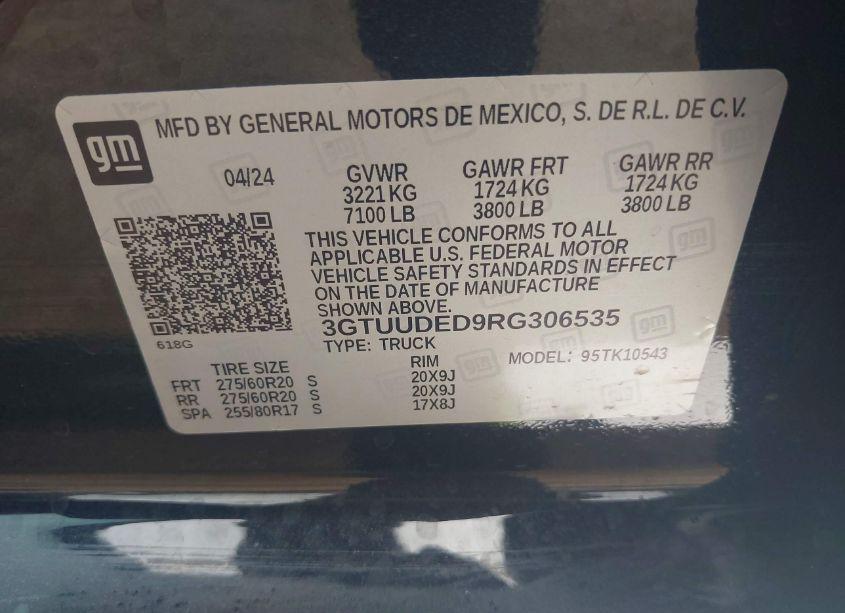 gm
MFD BY GENERAL MOTORS DE MEXICO, S. DE R.L. DE C.V.
04/24
GVWR
3221 KG
7100 LB
GAWR FRT
1724 KG
3800 LB
GAWR RR
1724 KG
3800 LB
THIS VEHICLE CONFORMS TO ALL
APPLICABLE U.S. FEDERAL MOTOR
VEHICLE SAFETY STANDARDS IN EFFECT
ON THE DATE OF MANUFACTURE
SHOWN ABOVE.
3GTUUDED9RG306535
618G
TYPE: TRUCK
MODEL: 95TK10543
TIRE SIZE RIM
FRT 275/60R20 S 20X9J
RR 275/60R20 S 20X9J
SPA 255/80R17 S 17X8J